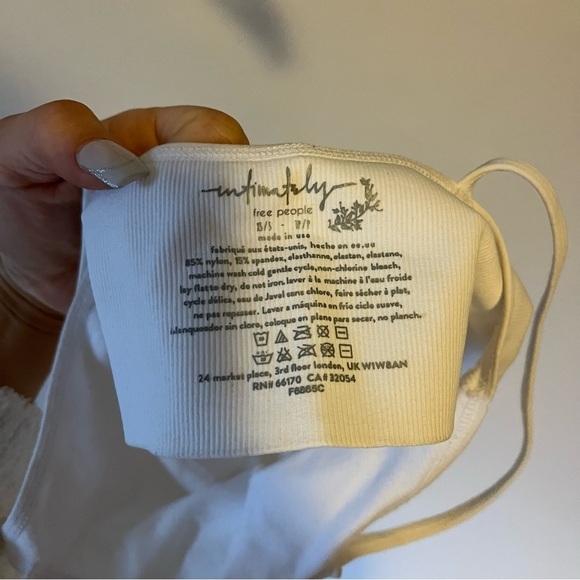 intimately
free people
made in usa
fabriqué aux états-unis, hecho en ee.uu
85% nylon, 15% spandex, elasthanne, elastan, elastano,
machine wash cold gentle cycle,non-chlorine bleach,
lay flat to dry, do not iron. laver à la machine à l'eau froide
cycle délica, eau de Javel sans chlore, faire sécher à plat,
ne pas repasser. Lavar a máquina en frío ciclo suave,
blanqueador sin cloro, coloque en plano para secar, no planch.
24 market place, 3rd floor london, UK W1W8AN
RN# 66170 CA# 32054